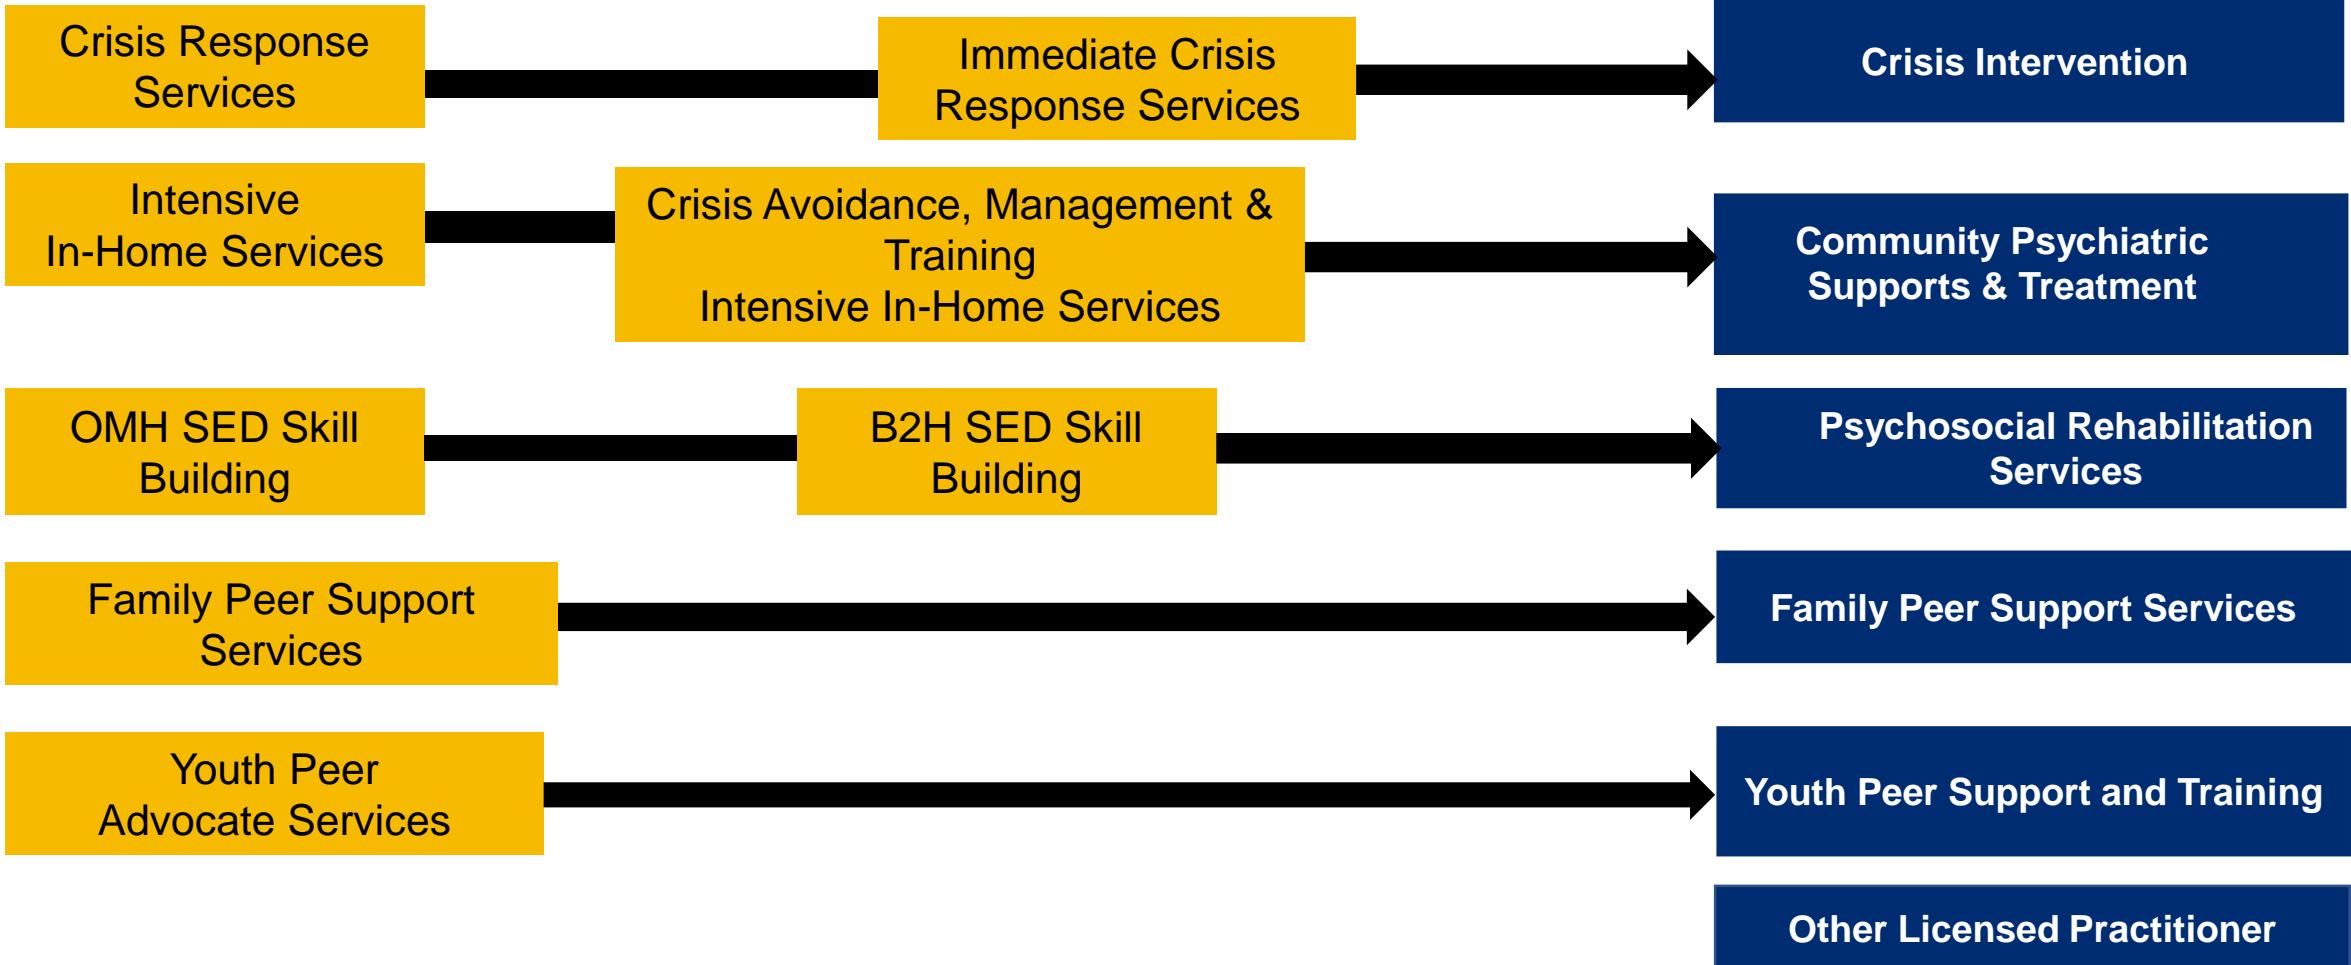 Crisis Response
Services
Immediate Crisis
Response Services
Crisis Intervention
Intensive
In-Home Services
Crisis Avoidance, Management &
Training
Intensive In-Home Services
Community Psychiatric
Supports & Treatment
OMH SED Skill
Building
B2H SED Skill
Building
Psychosocial Rehabilitation
Services
Family Peer Support
Services
Family Peer Support Services
Youth Peer
Advocate Services
Youth Peer Support and Training
Other Licensed Practitioner